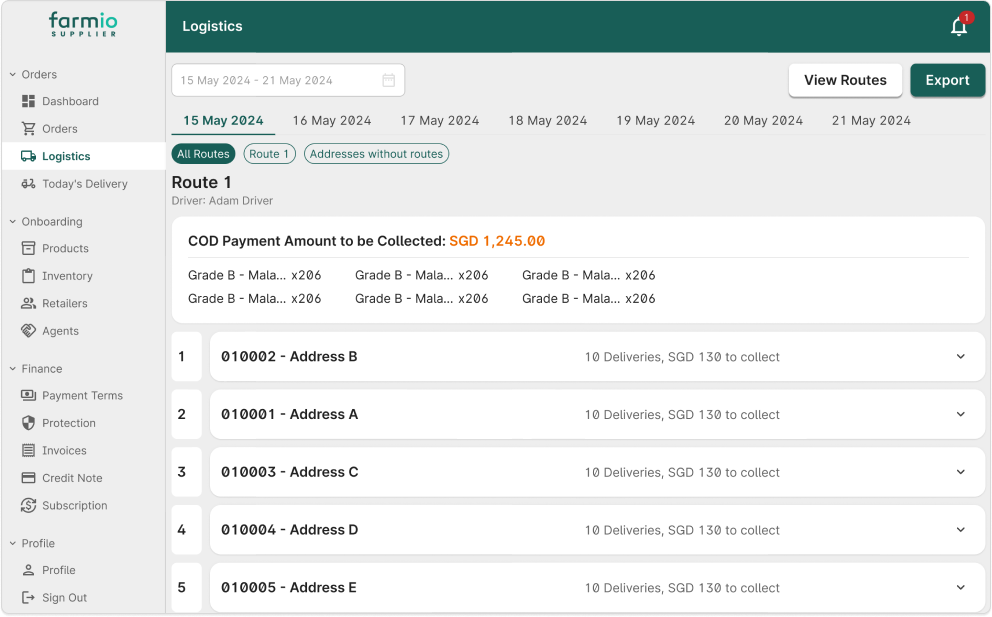 farmio
SUPPLIER
Logistics
1
Orders
Dashboard
Orders
Logistics
Today's Delivery
Onboarding
Products
Inventory
Retailers
Agents
Finance
Payment Terms
Protection
Invoices
Credit Note
Subscription
Profile
Profile
Sign Out
15 May 2024 - 21 May 2024
View Routes
Export
15 May 2024 16 May 2024 17 May 2024 18 May 2024 19 May 2024 20 May 2024 21 May 2024
All Routes Route 1 Addresses without routes
Route 1
Driver: Adam Driver
COD Payment Amount to be Collected: SGD 1,245.00
Grade B - Mala... x206 Grade B - Mala... x206 Grade B - Mala... x206
Grade B - Mala... x206 Grade B - Mala... x206 Grade B - Mala... x206
1 010002 - Address B 10 Deliveries, SGD 130 to collect
2 010001 - Address A 10 Deliveries, SGD 130 to collect
3 010003 - Address C 10 Deliveries, SGD 130 to collect
4 010004 - Address D 10 Deliveries, SGD 130 to collect
5 010005 - Address E 10 Deliveries, SGD 130 to collect